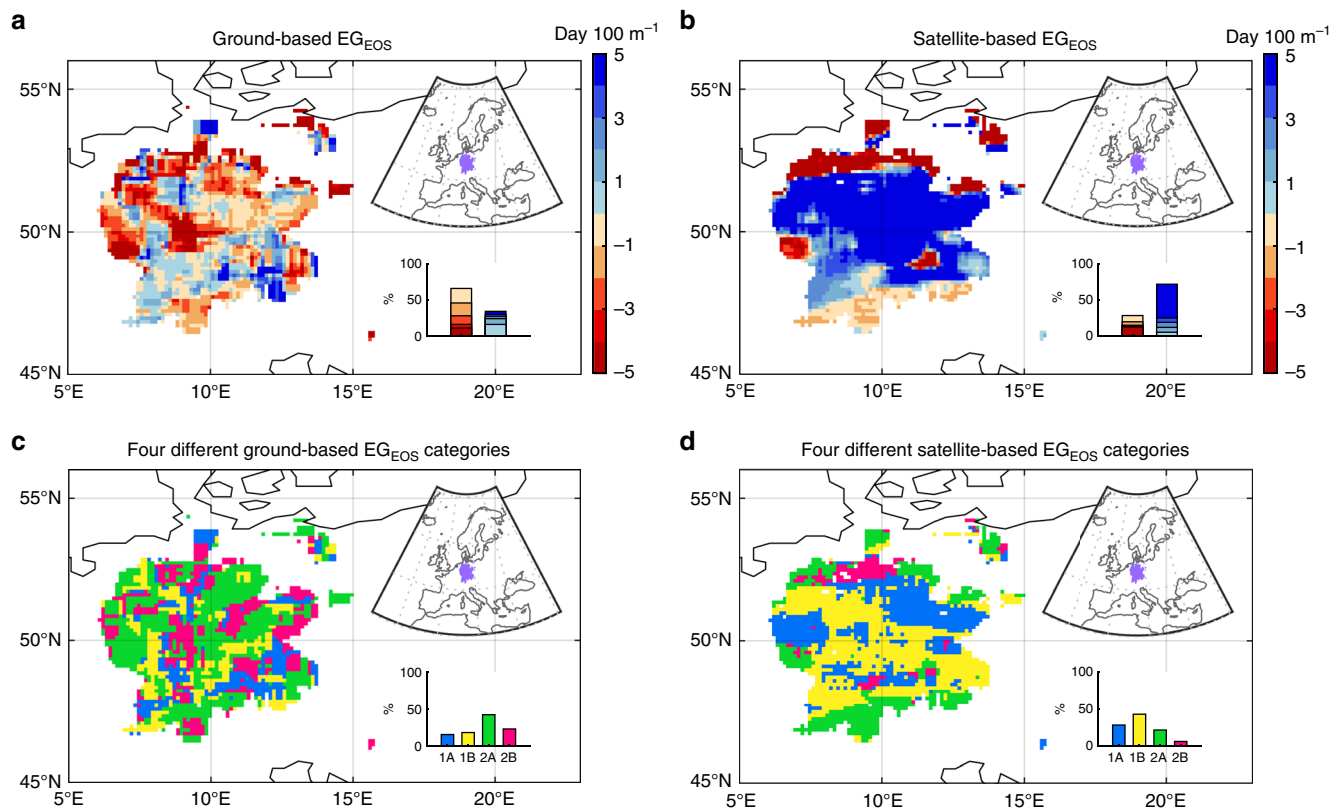 a
Ground-based EG_EOS
Day 100 m⁻¹
55°N
50°N
45°N
5°E
10°E
15°E
20°E
5
3
1
−1
−3
−5
100
50
0
%
b
Satellite-based EG_EOS
Day 100 m⁻¹
55°N
50°N
45°N
5°E
10°E
15°E
20°E
5
3
1
−1
−3
−5
100
50
0
%
c
Four different ground-based EG_EOS categories
55°N
50°N
45°N
5°E
10°E
15°E
20°E
100
50
0
%
1A 1B 2A 2B
d
Four different satellite-based EG_EOS categories
55°N
50°N
45°N
5°E
10°E
15°E
20°E
100
50
0
%
1A 1B 2A 2B